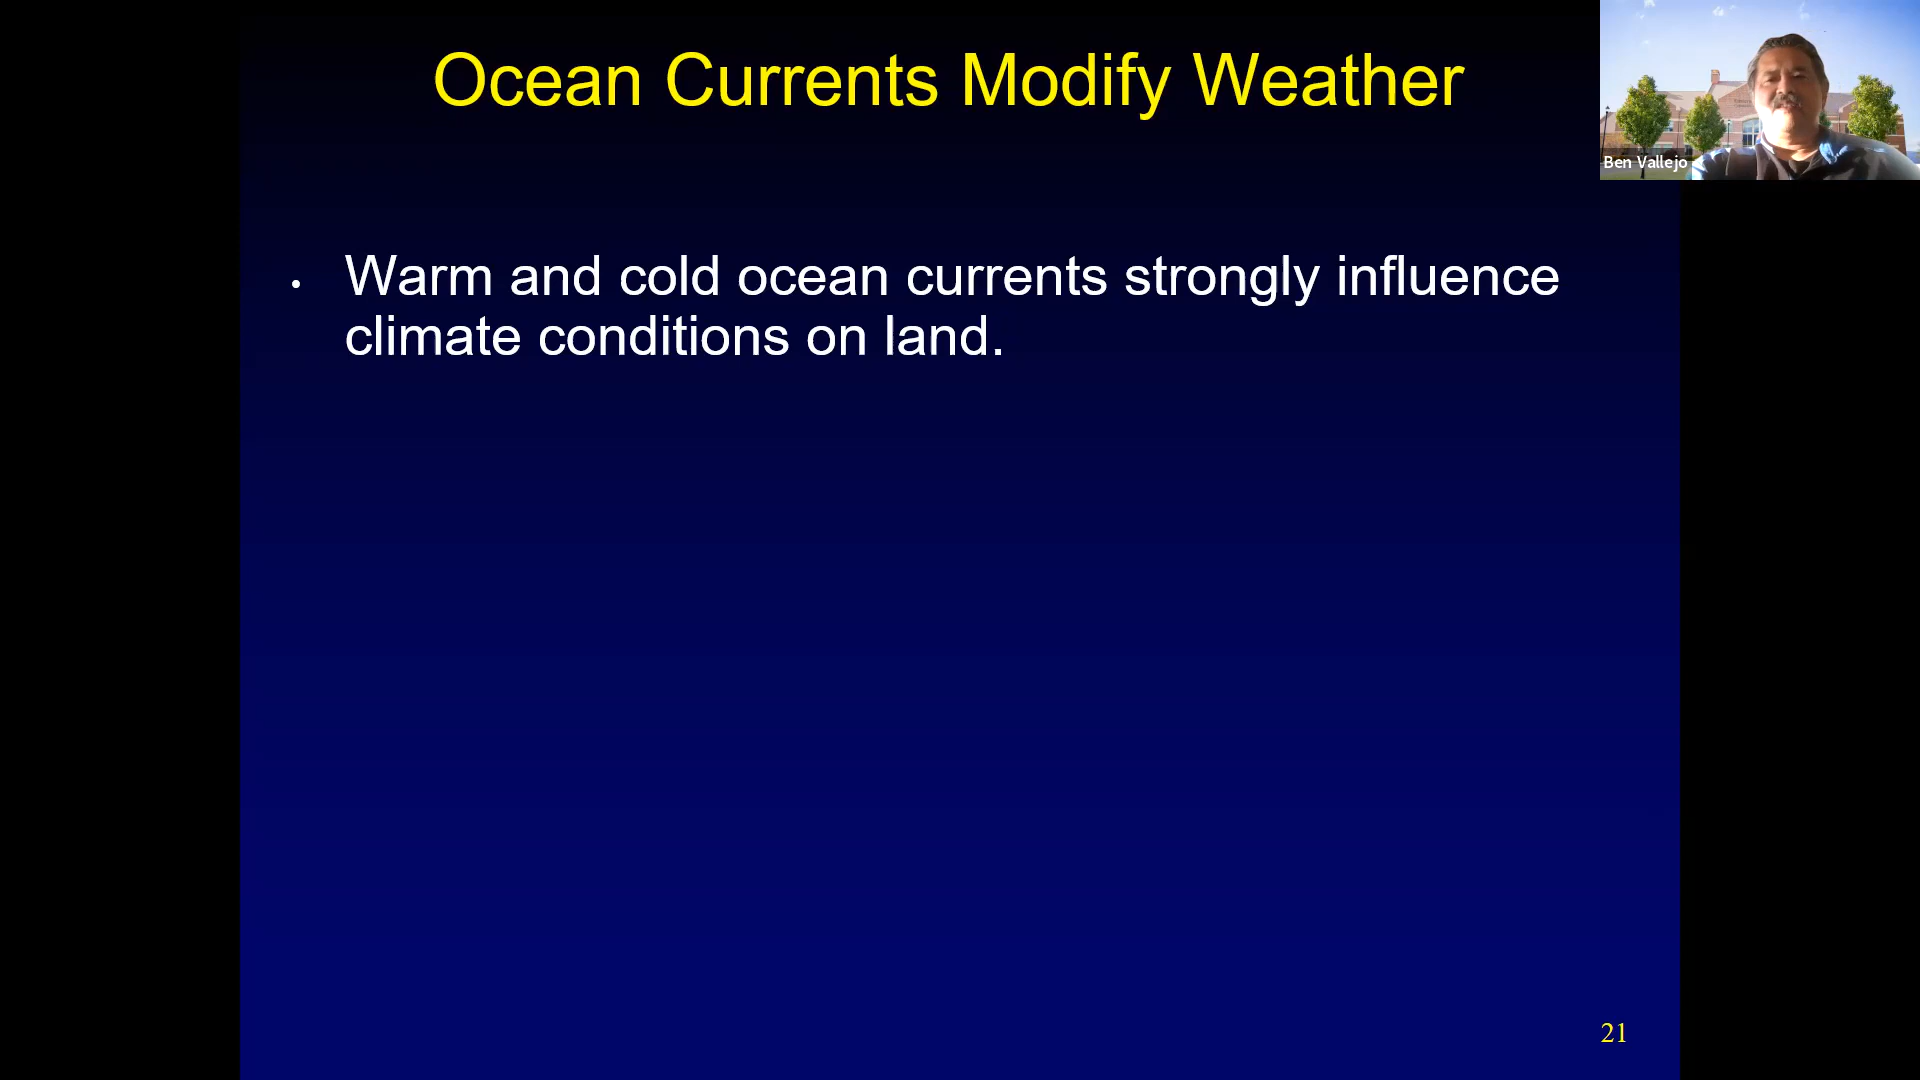 Ocean Currents Modify Weather
Ben Vallejo
• Warm and cold ocean currents strongly influence
climate conditions on land.
21